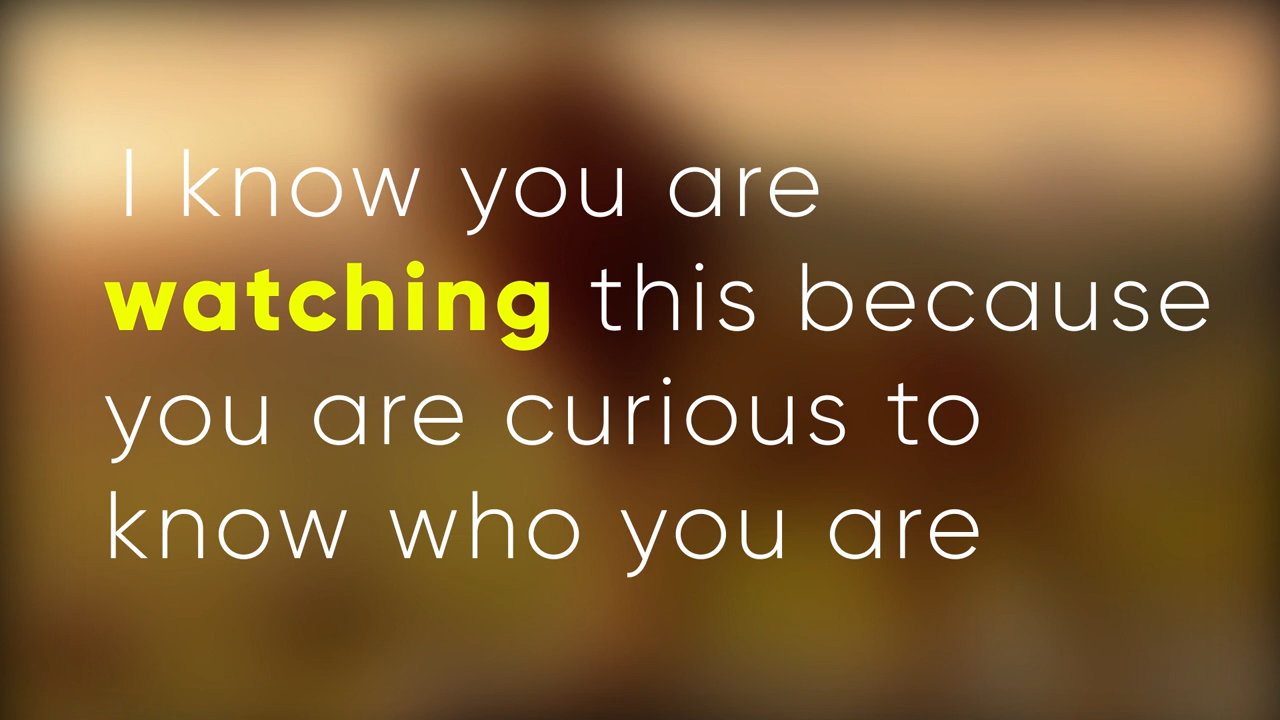 I know you are
watching this because
you are curious to
know who you are